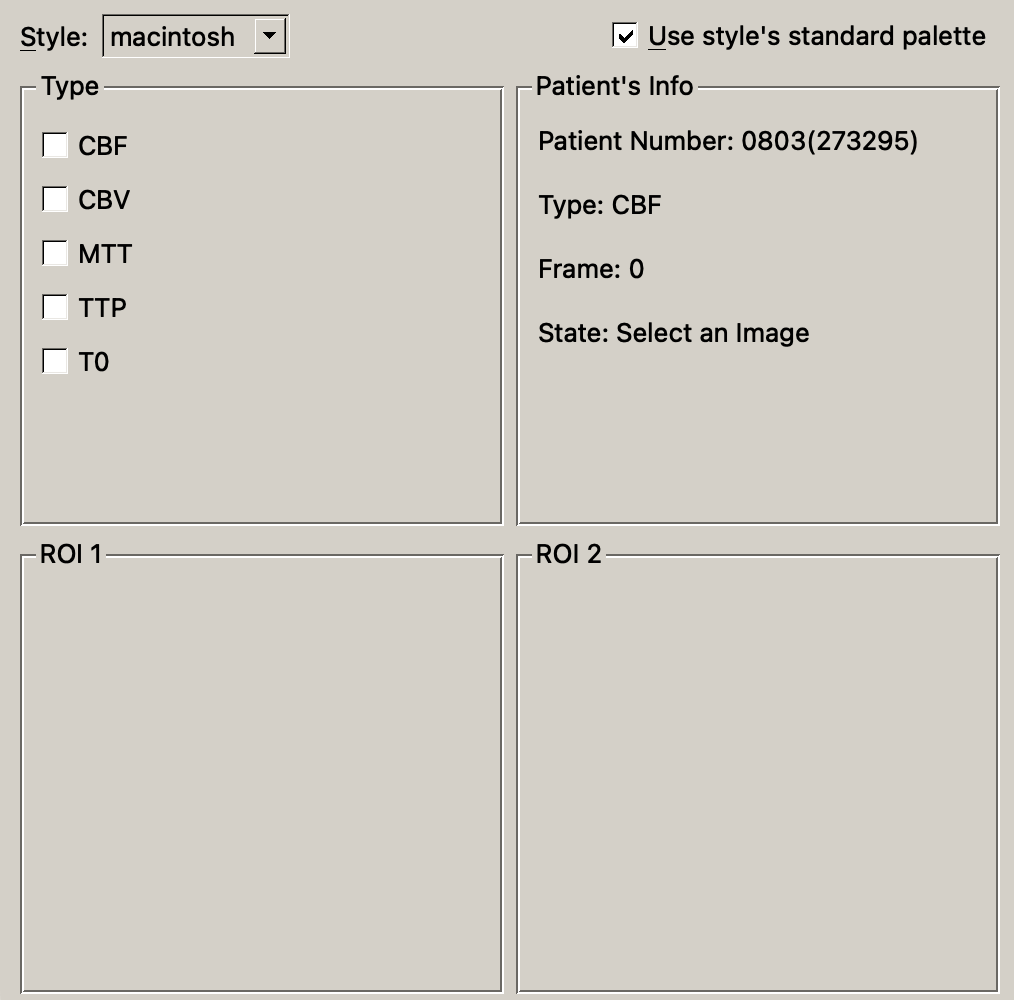 Style: macintosh
Use style's standard palette
Type
CBF
CBV
MTT
TTP
T0
Patient's Info
Patient Number: 0803(273295)
Type: CBF
Frame: 0
State: Select an Image
ROI 1
ROI 2